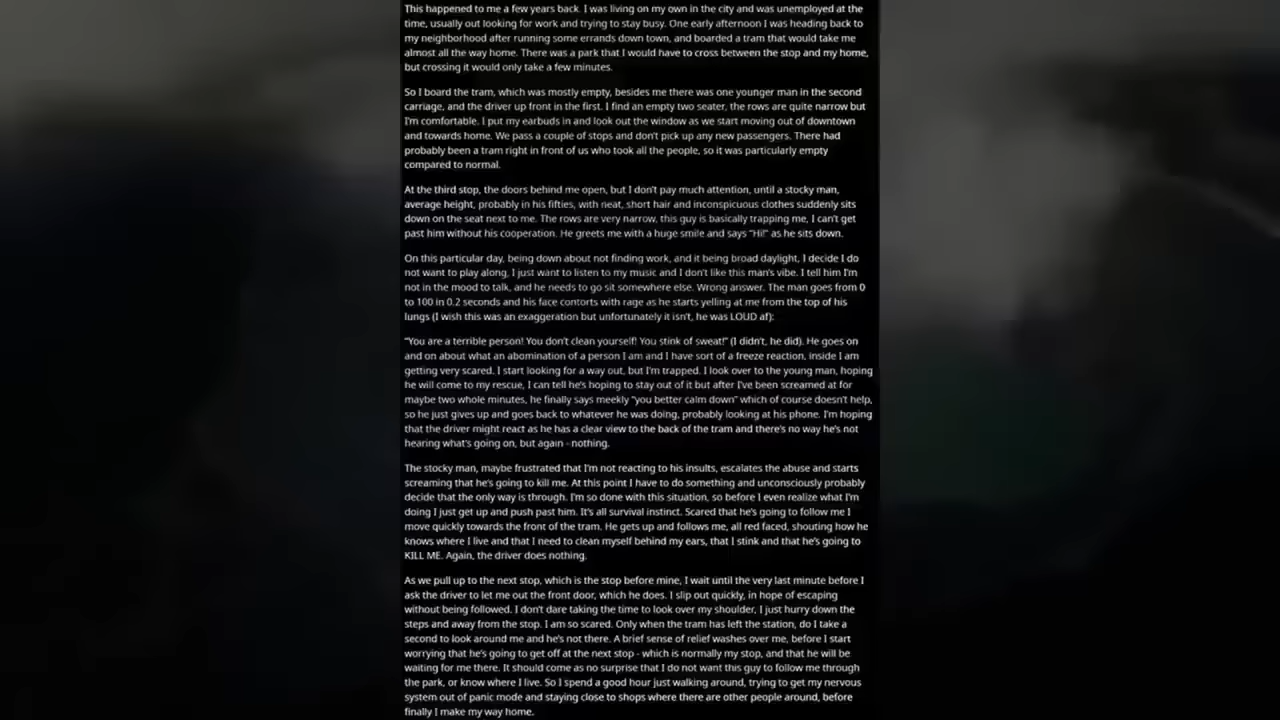 This happened to me a few years back. I was living on my own in the city and was unemployed at the
time, usually out looking for work and trying to stay busy. One early afternoon I was heading back to
my neighborhood after running some errands down town, and boarded a tram that would take me
almost all the way home. There was a park that I would have to cross between the stop and my home,
but crossing it would only take a few minutes.
So I board the tram, which was mostly empty, besides me there was one younger man in the second
carriage, and the driver up front in the first. I find an empty two seater, the rows are quite narrow but
I'm comfortable. I put my earbuds in and look out the window as we start moving out of downtown
and towards home. We pass a couple of stops and don't pick up any new passengers. There had
probably been a tram right in front of us who took all the people, so it was particularly empty
compared to normal.
At the third stop, the doors behind me open, but I don't pay much attention, until a stocky man,
average height, probably in his fifties, with neat, short hair and inconspicuous clothes suddenly sits
down on the seat next to me. The rows are very narrow, this guy is basically trapping me, I can't get
past him without his cooperation. He greets me with a huge smile and says "Hi!" as he sits down.
On this particular day, being down about not finding work, and it being broad daylight, I decide I do
not want to play along, I just want to listen to my music and I don't like this man's vibe. I tell him I'm
not in the mood to talk, and he needs to go sit somewhere else. Wrong answer. The man goes from 0
to 100 in 0.2 seconds and his face contorts with rage as he starts yelling at me from the top of his
lungs (I wish this was an exaggeration but unfortunately it isn't, he was LOUD af):
"You are a terrible person! You don't clean yourself! You stink of sweat!" (I didn't, he did). He goes on
and on about what an abomination of a person I am and I have sort of a freeze reaction, inside I am
getting very scared. I start looking for a way out, but I'm trapped. I look over to the young man, hoping
he will come to my rescue, I can tell he's hoping to stay out of it but after I've been screamed at for
maybe two whole minutes, he finally says meekly "you better calm down" which of course doesn't help,
so he just gives up and goes back to whatever he was doing, probably looking at his phone. I'm hoping
that the driver might react as he has a clear view to the back of the tram and there's no way he's not
hearing what's going on, but again - nothing.
The stocky man, maybe frustrated that I'm not reacting to his insults, escalates the abuse and starts
screaming that he's going to kill me. At this point I have to do something and unconsciously probably
decide that the only way is through. I'm so done with this situation, so before I even realize what I'm
doing I just get up and push past him. It's all survival instinct. Scared that he's going to follow me I
move quickly towards the front of the tram. He gets up and follows me, all red faced, shouting how he
knows where I live and that I need to clean myself behind my ears, that I stink and that he's going to
KILL ME. Again, the driver does nothing.
As we pull up to the next stop, which is the stop before mine, I wait until the very last minute before I
ask the driver to let me out the front door, which he does. I slip out quickly, in hope of escaping
without being followed. I don't dare taking the time to look over my shoulder, I just hurry down the
steps and away from the stop. I am so scared. Only when the tram has left the station, do I take a
second to look around me and he's not there. A brief sense of relief washes over me, before I start
worrying that he's going to get off at the next stop - which is normally my stop, and that he will be
waiting for me there. It should come as no surprise that I do not want this guy to follow me through
the park, or know where I live. So I spend a good hour just walking around, trying to get my nervous
system out of panic mode and staying close to shops where there are other people around, before
finally I make my way home.